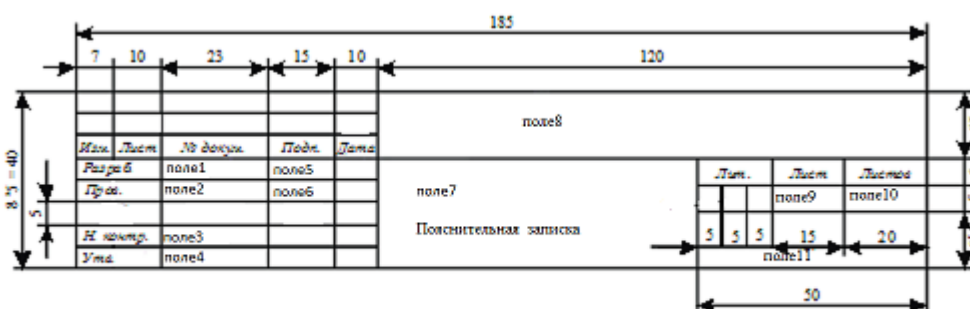 185
7 10 23 15 10 120
поле8
Изм. Лист № докум. Подп. Дата
8*5 = 40
Разраб поле1 поле5
Пров. поле2 поле6
поле7
Лит. Лист Листов
поле9 поле10
5
Н. контр. поле3
Пояснительная записка
5 5 5 15 20
Утв. поле4
поле11
50